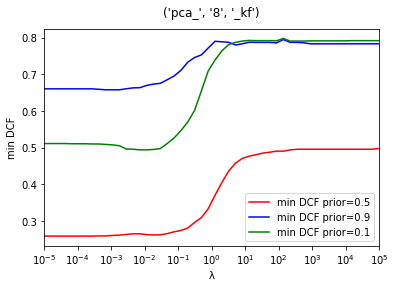 ('pca_', '8', '_kf')
min DCF
0.8
0.7
0.6
0.5
0.4
0.3
min DCF prior=0.5
min DCF prior=0.9
min DCF prior=0.1
10⁻⁵ 10⁻⁴ 10⁻³ 10⁻² 10⁻¹ 10⁰ 10¹ 10² 10³ 10⁴ 10⁵
λ